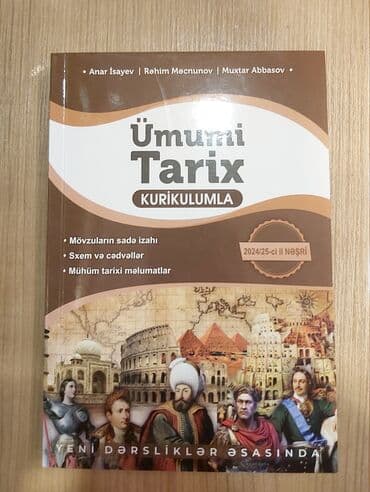 • Anar İsayev | Rəhim Məcnunov | Muxtar Abbasov •
Ümumi
Tarix
KURİKULUMLA
• Mövzuların sadə izahı
• Sxem və cədvəllər
• Mühüm tarixi məlumatlar
2024/25-ci il NƏŞRİ
YENİ DƏRSLİKLƏR ƏSASINDA